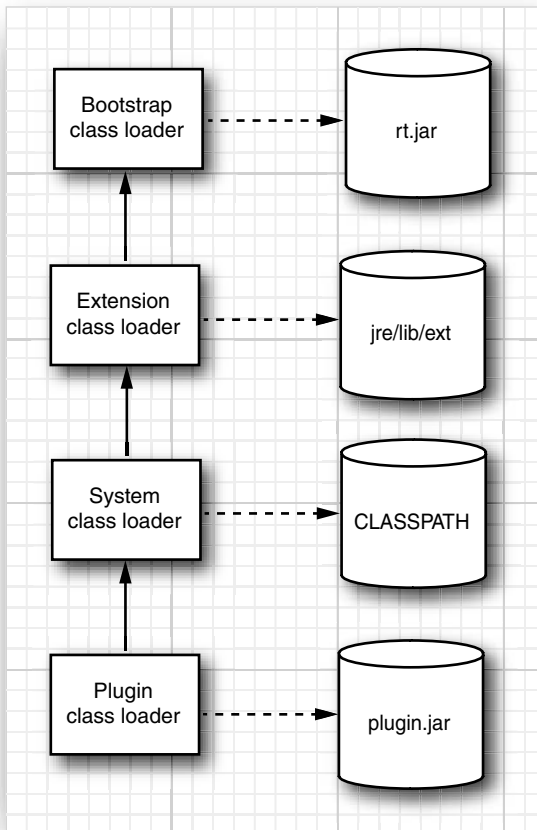 Bootstrap
class loader
rt.jar
Extension
class loader
jre/lib/ext
System
class loader
CLASSPATH
Plugin
class loader
plugin.jar